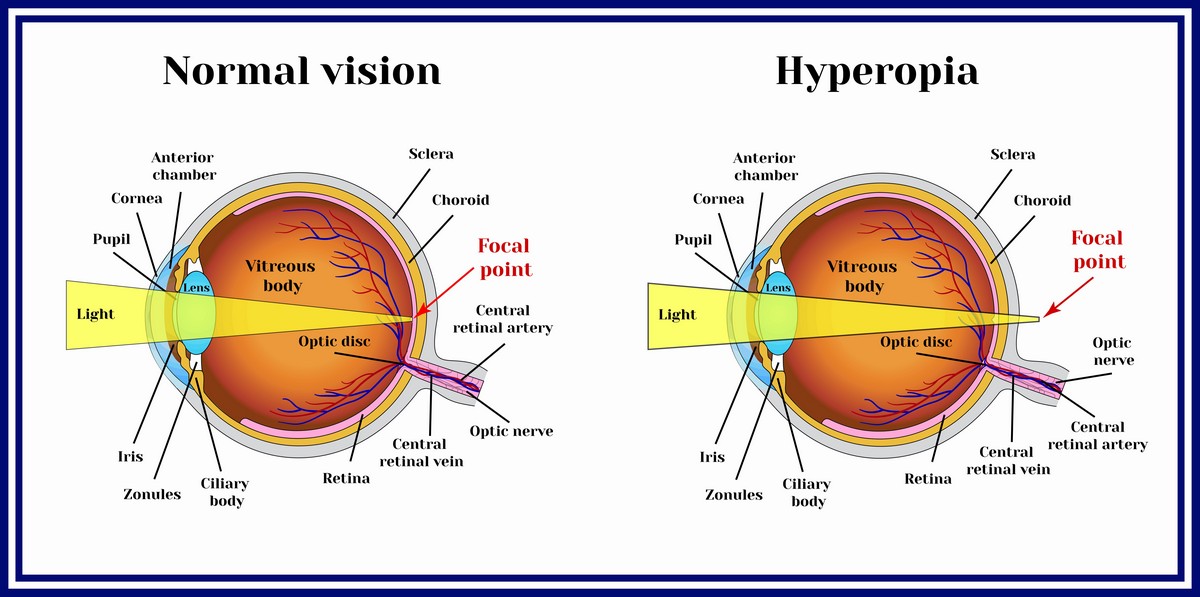 Normal vision
Anterior
chamber
Cornea
Pupil
Light
Lens
Vitreous
body
Sclera
Choroid
Focal
point
Central
retinal artery
Optic disc
Optic nerve
Central
retinal vein
Retina
Ciliary
body
Zonules
Iris
Hyperopia
Anterior
chamber
Cornea
Pupil
Light
Lens
Vitreous
body
Sclera
Choroid
Focal
point
Optic disc
Optic
nerve
Central
retinal artery
Central
retinal vein
Retina
Ciliary
body
Zonules
Iris